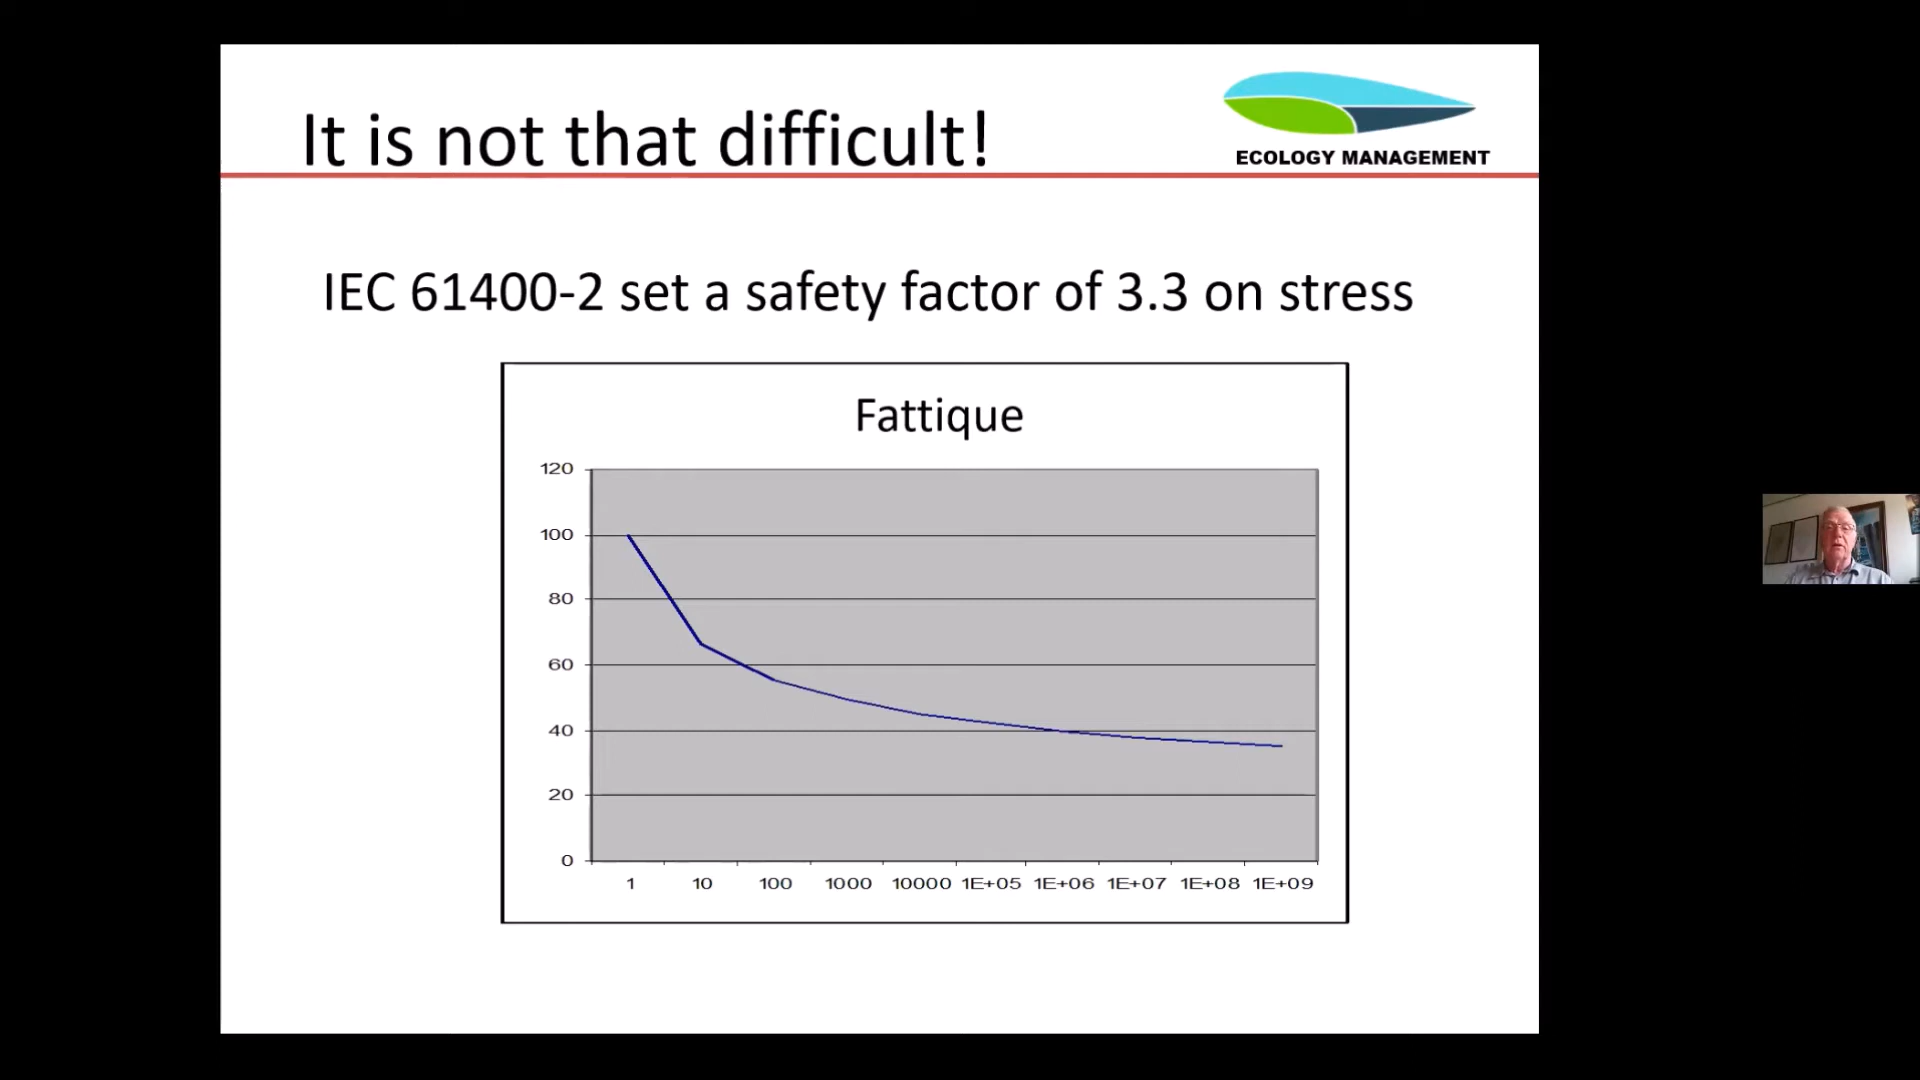 It is not that difficult!
ECOLOGY MANAGEMENT
IEC 61400-2 set a safety factor of 3.3 on stress
Fattique
120
100
80
60
40
20
0
1 10 100 1000 10000 1E+05 1E+06 1E+07 1E+08 1E+09